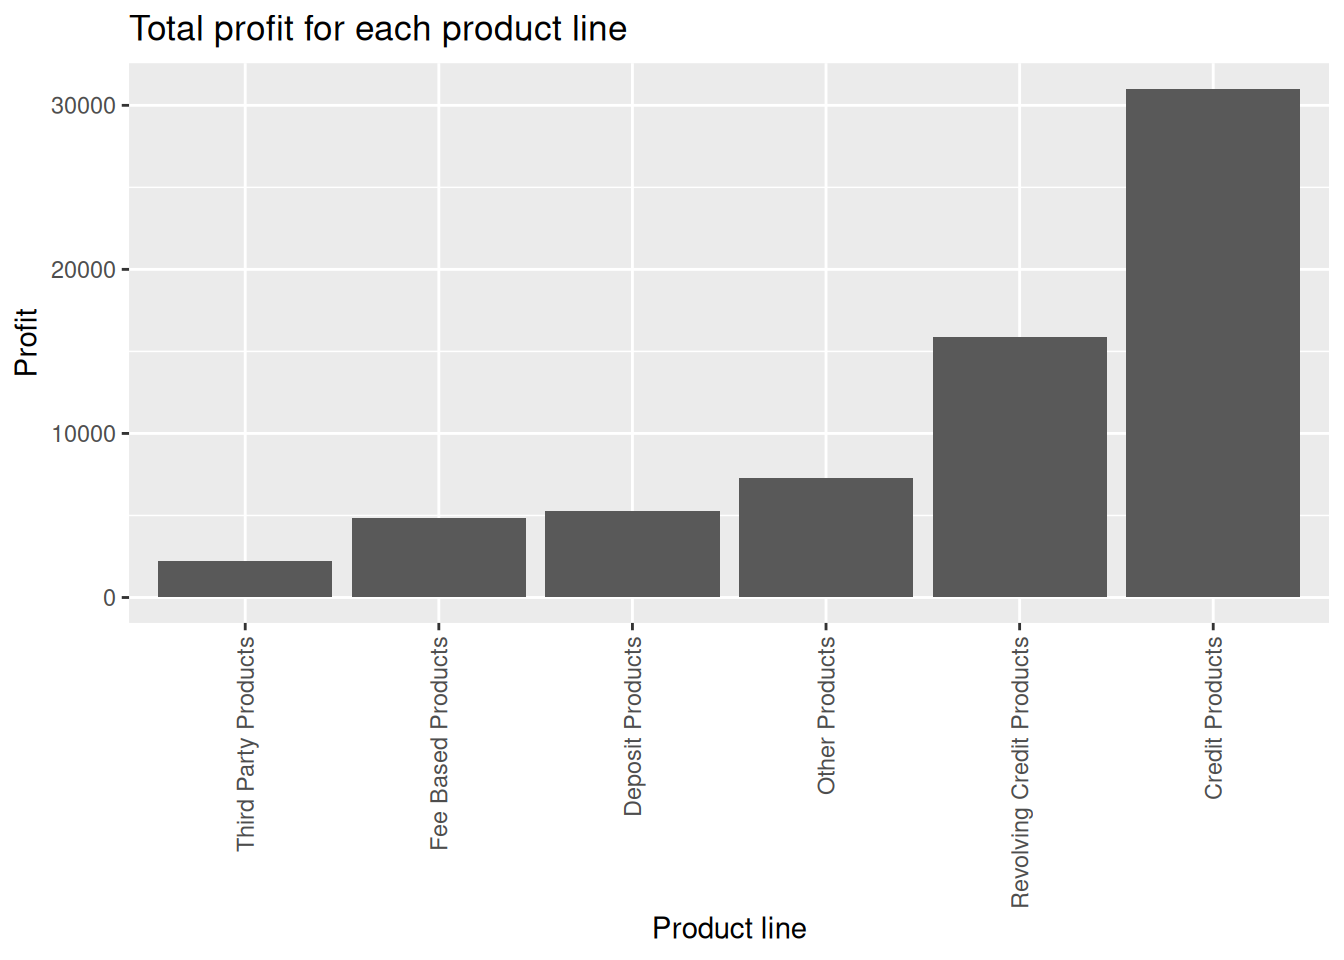 Total profit for each product line
Profit
30000
20000
10000
0
Third Party Products
Fee Based Products
Deposit Products
Other Products
Revolving Credit Products
Credit Products
Product line